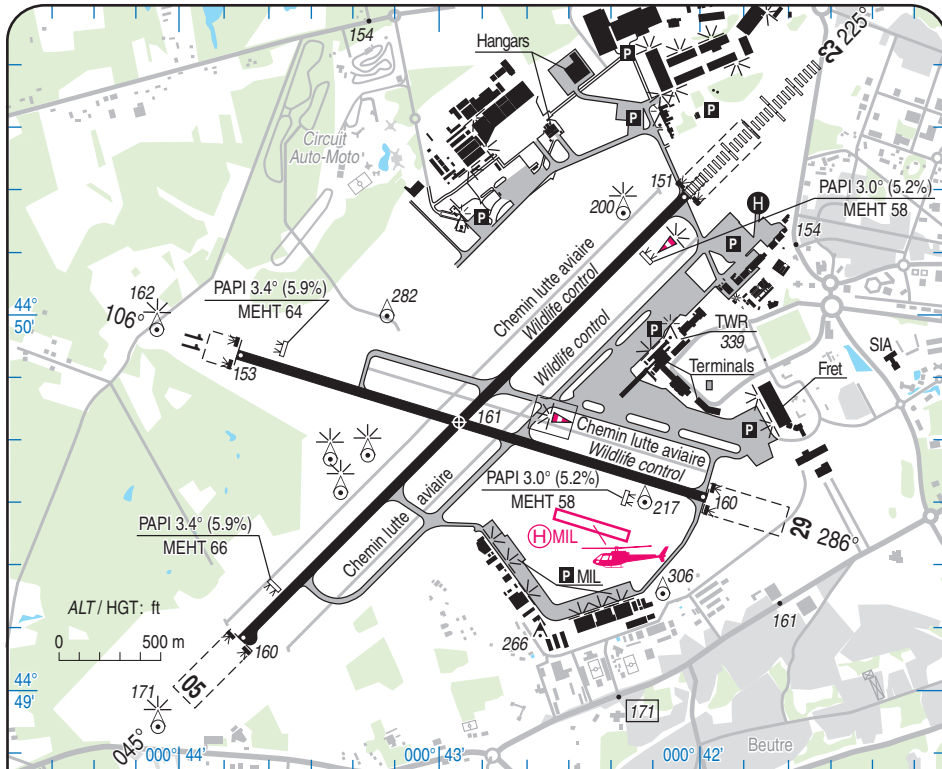 154
Hangars
P
23 225°
P
P
Circuit
Auto-Moto
151
PAPI 3.0° (5.2%)
MEHT 58
H
200
P
P
154
Chemin lutte aviaire
Wildlife control
162
106°
PAPI 3.4° (5.9%)
MEHT 64
282
44°
50'
Wildlife control
P
TWR
339
SIA
11
153
Terminals
Fret
161
Chemin lutte aviaire
Wildlife control
P
PAPI 3.0° (5.2%)
MEHT 58
217
160
29 286°
Chemin lutte aviaire
PAPI 3.4° (5.9%)
MEHT 66
H MIL
P MIL
306
ALT / HGT: ft
0 500 m
161
266
160
05
44°
49'
171
045°
171
000° 44'
000° 43'
000° 42'
Beutre